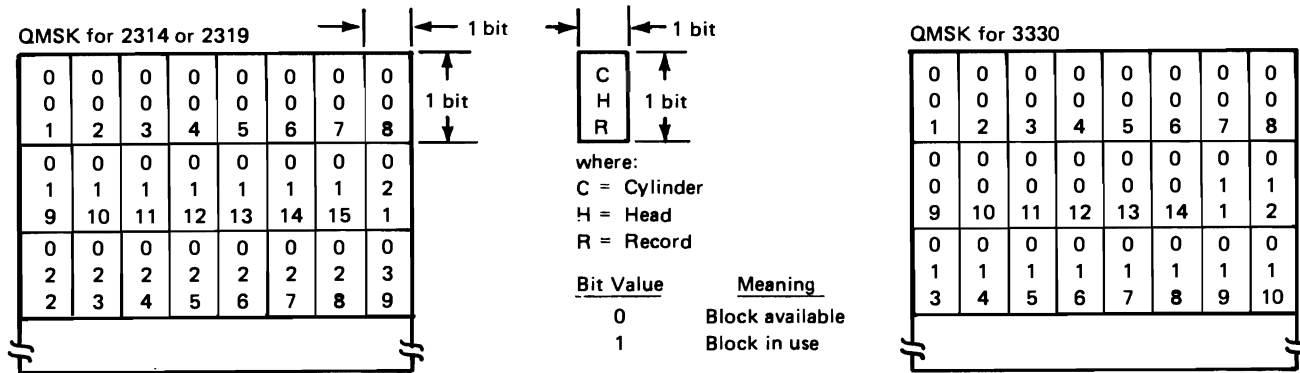 QMSK for 2314 or 2319
0 0 0 0 0 0 0 0
0 0 0 0 0 0 0 0
1 2 3 4 5 6 7 8
0 0 0 0 0 0 0 0
1 1 1 1 1 1 1 2
9 10 11 12 13 14 15 1
0 0 0 0 0 0 0 0
2 2 2 2 2 2 2 3
2 3 4 5 6 7 8 9
1 bit
1 bit
1 bit
C
H
R
1 bit
where:
C = Cylinder
H = Head
R = Record
Bit Value Meaning
0 Block available
1 Block in use
QMSK for 3330
0 0 0 0 0 0 0 0
0 0 0 0 0 0 0 0
1 2 3 4 5 6 7 8
0 0 0 0 0 0 0 0
0 0 0 0 0 0 1 1
9 10 11 12 13 14 1 2
0 0 0 0 0 0 0 0
1 1 1 1 1 1 1 1
3 4 5 6 7 8 9 10